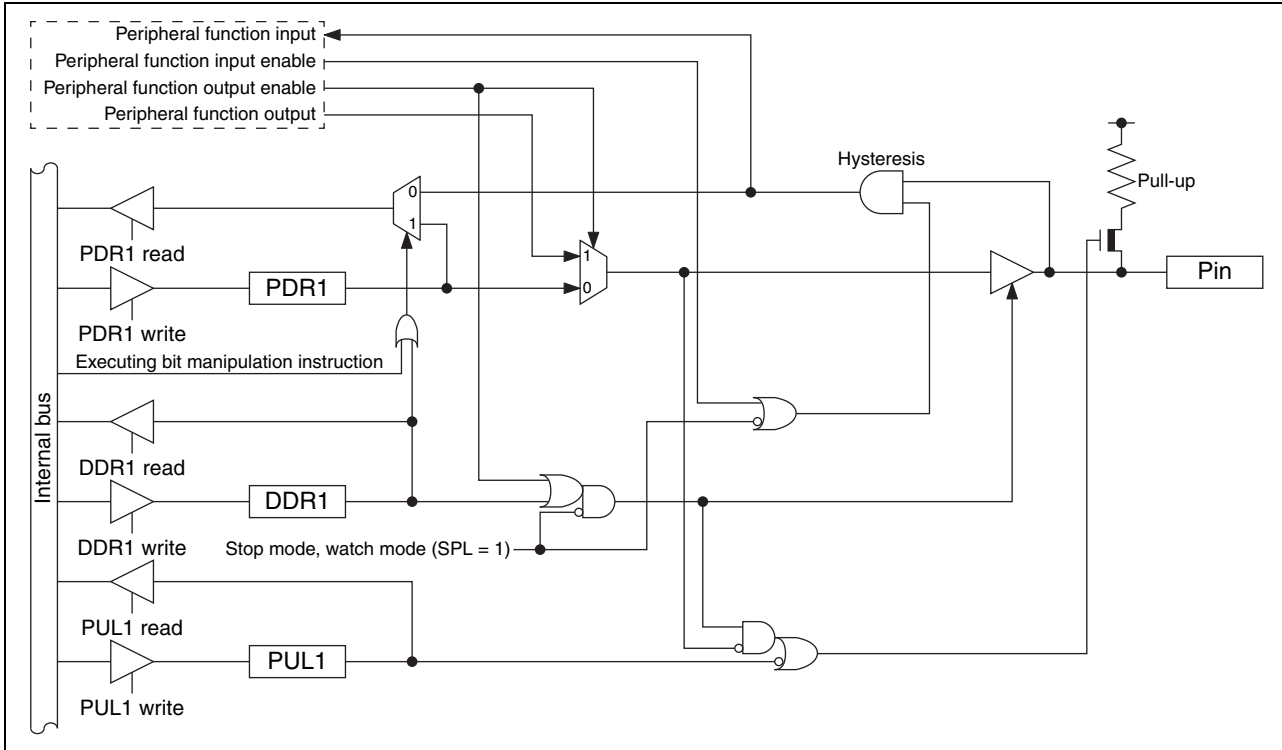 Peripheral function input
Peripheral function input enable
Peripheral function output enable
Peripheral function output
Hysteresis
Pull-up
0
1
1
0
PDR1 read
PDR1
Pin
PDR1 write
Executing bit manipulation instruction
Internal bus
DDR1 read
DDR1
DDR1 write
Stop mode, watch mode (SPL = 1)
PUL1 read
PUL1
PUL1 write